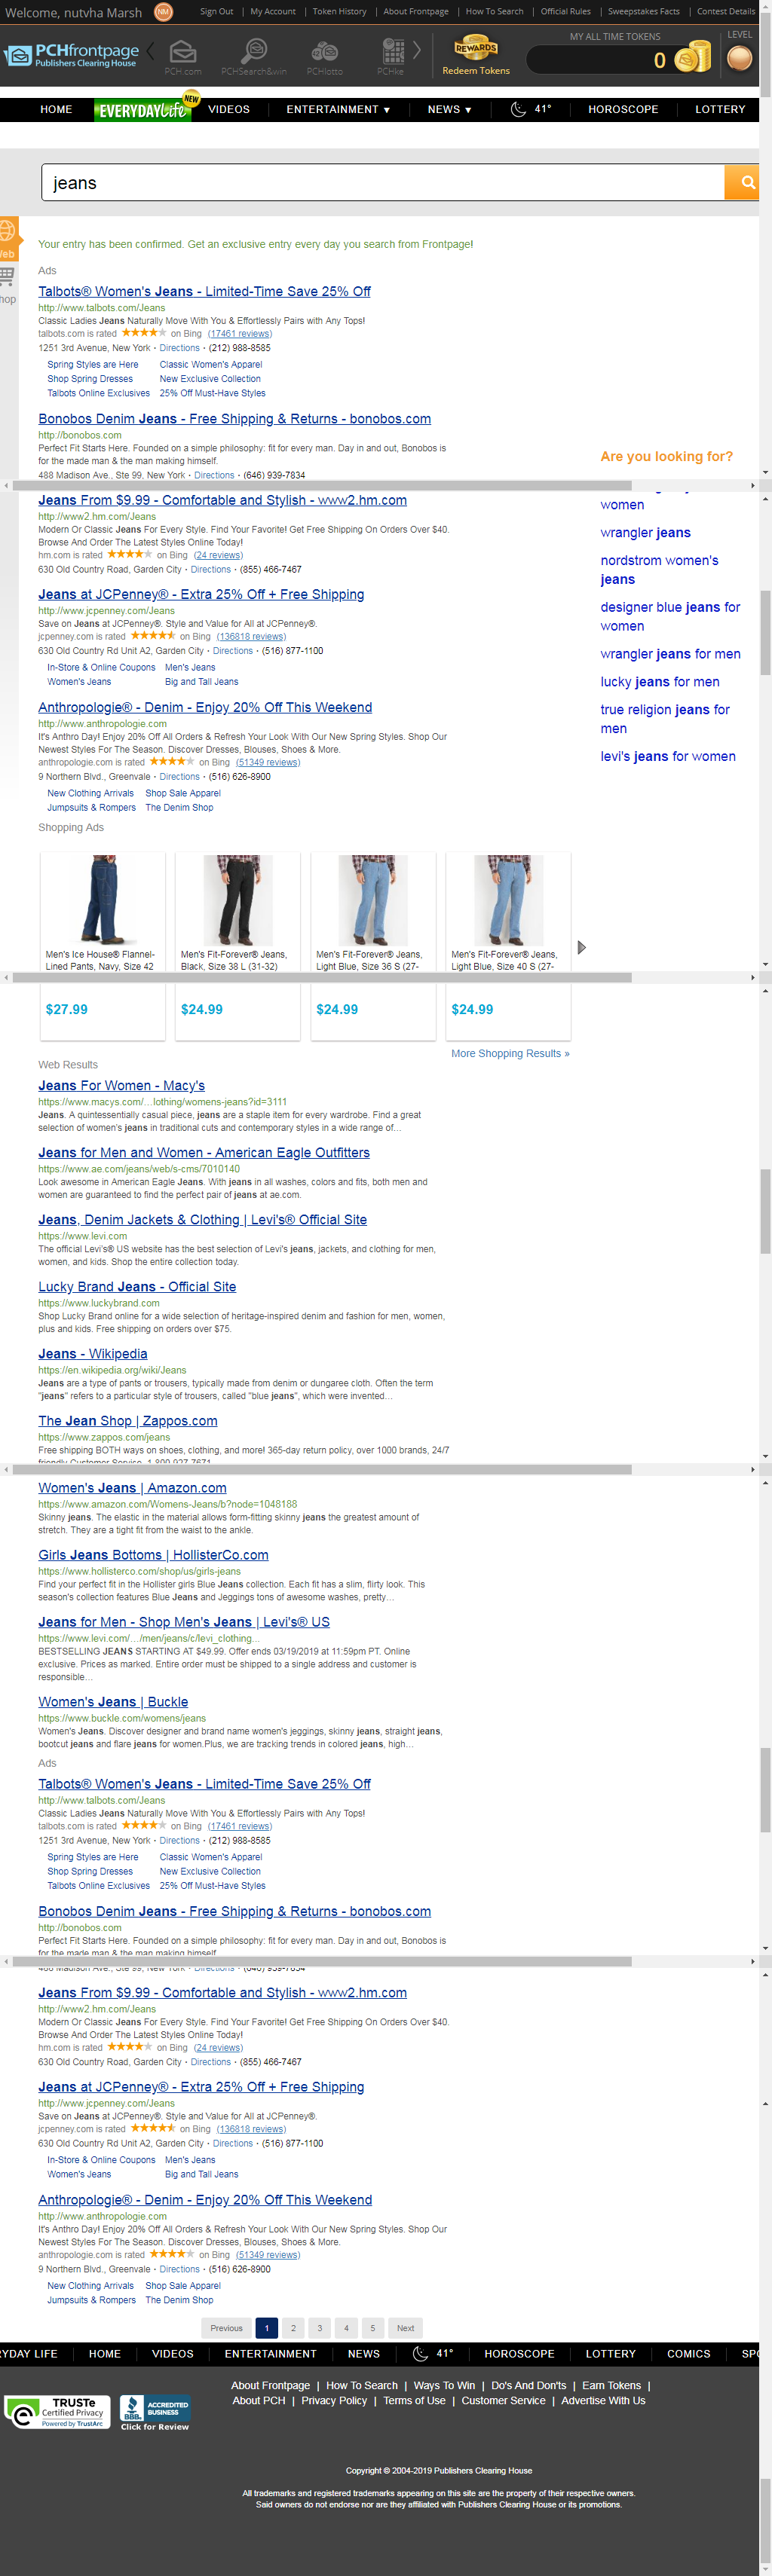 Welcome, nutvha Marsh NM Sign Out | My Account | Token History | About Frontpage | How To Search | Official Rules | Sweepstakes Facts | Contest Details
PCHfrontpage
Publishers Clearing House
PCH.com PCHSearch&win PCHlotto PCHke
REWARDS
Redeem Tokens
MY ALL TIME TOKENS
0
LEVEL
HOME EVERYDAY Life NEW VIDEOS ENTERTAINMENT ▼ NEWS ▼ 41° HOROSCOPE LOTTERY
jeans
Web
hop
Your entry has been confirmed. Get an exclusive entry every day you search from Frontpage!
Ads
Talbots® Women's Jeans - Limited-Time Save 25% Off
http://www.talbots.com/Jeans
Classic Ladies Jeans Naturally Move With You & Effortlessly Pairs with Any Tops!
talbots.com is rated ★★★★★ on Bing (17461 reviews)
1251 3rd Avenue, New York · Directions · (212) 988-8585
Spring Styles are Here Classic Women's Apparel
Shop Spring Dresses New Exclusive Collection
Talbots Online Exclusives 25% Off Must-Have Styles
Bonobos Denim Jeans - Free Shipping & Returns - bonobos.com
http://bonobos.com
Perfect Fit Starts Here. Founded on a simple philosophy: fit for every man. Day in and out, Bonobos is
for the made man & the man making himself.
488 Madison Ave., Ste 99, New York · Directions · (646) 939-7834
Are you looking for?
Jeans From $9.99 - Comfortable and Stylish - www2.hm.com
http://www2.hm.com/Jeans
Modern Or Classic Jeans For Every Style. Find Your Favorite! Get Free Shipping On Orders Over $40.
Browse And Order The Latest Styles Online Today!
hm.com is rated ★★★★★ on Bing (24 reviews)
630 Old Country Road, Garden City · Directions · (855) 466-7467
Jeans at JCPenney® - Extra 25% Off + Free Shipping
http://www.jcpenney.com/Jeans
Save on Jeans at JCPenney®. Style and Value for All at JCPenney®.
jcpenney.com is rated ★★★★★ on Bing (136818 reviews)
630 Old Country Rd Unit A2, Garden City · Directions · (516) 877-1100
In-Store & Online Coupons Men's Jeans
Women's Jeans Big and Tall Jeans
Anthropologie® - Denim - Enjoy 20% Off This Weekend
http://www.anthropologie.com
It's Anthro Day! Enjoy 20% Off All Orders & Refresh Your Look With Our New Spring Styles. Shop Our
Newest Styles For The Season. Discover Dresses, Blouses, Shoes & More.
anthropologie.com is rated ★★★★★ on Bing (51349 reviews)
9 Northern Blvd., Greenvale · Directions · (516) 626-8900
New Clothing Arrivals Shop Sale Apparel
Jumpsuits & Rompers The Denim Shop
women
wrangler jeans
nordstrom women's
jeans
designer blue jeans for
women
wrangler jeans for men
lucky jeans for men
true religion jeans for
men
levi's jeans for women
Shopping Ads
Men's Ice House® Flannel-
Lined Pants, Navy, Size 42
Men's Fit-Forever® Jeans,
Black, Size 38 L (31-32)
Men's Fit-Forever® Jeans,
Light Blue, Size 36 S (27-
Men's Fit-Forever® Jeans,
Light Blue, Size 40 S (27-
$27.99 $24.99 $24.99 $24.99
More Shopping Results »
Web Results
Jeans For Women - Macy's
https://www.macys.com/...lothing/womens-jeans?id=3111
Jeans. A quintessentially casual piece, jeans are a staple item for every wardrobe. Find a great
selection of women's jeans in traditional cuts and contemporary styles in a wide range of...
Jeans for Men and Women - American Eagle Outfitters
https://www.ae.com/jeans/web/s-cms/7010140
Look awesome in American Eagle Jeans. With jeans in all washes, colors and fits, both men and
women are guaranteed to find the perfect pair of jeans at ae.com.
Jeans, Denim Jackets & Clothing | Levi's® Official Site
https://www.levi.com
The official Levi's® US website has the best selection of Levi's jeans, jackets, and clothing for men,
women, and kids. Shop the entire collection today.
Lucky Brand Jeans - Official Site
https://www.luckybrand.com
Shop Lucky Brand online for a wide selection of heritage-inspired denim and fashion for men, women,
plus and kids. Free shipping on orders over $75.
Jeans - Wikipedia
https://en.wikipedia.org/wiki/Jeans
Jeans are a type of pants or trousers, typically made from denim or dungaree cloth. Often the term
"jeans" refers to a particular style of trousers, called "blue jeans", which were invented...
The Jean Shop | Zappos.com
https://www.zappos.com/jeans
Free shipping BOTH ways on shoes, clothing, and more! 365-day return policy, over 1000 brands, 24/7
friendly Customer Service. 1-800-927-7671
Women's Jeans | Amazon.com
https://www.amazon.com/Womens-Jeans/b?node=1048188
Skinny jeans. The elastic in the material allows form-fitting skinny jeans the greatest amount of
stretch. They are a tight fit from the waist to the ankle.
Girls Jeans Bottoms | HollisterCo.com
https://www.hollisterco.com/shop/us/girls-jeans
Find your perfect fit in the Hollister girls Blue Jeans collection. Each fit has a slim, flirty look. This
season's collection features Blue Jeans and Jeggings tons of awesome washes, pretty...
Jeans for Men - Shop Men's Jeans | Levi's® US
https://www.levi.com/.../men/jeans/c/levi_clothing...
BESTSELLING JEANS STARTING AT $49.99. Offer ends 03/19/2019 at 11:59pm PT. Online
exclusive. Prices as marked. Entire order must be shipped to a single address and customer is
responsible...
Women's Jeans | Buckle
https://www.buckle.com/womens/jeans
Women's Jeans. Discover designer and brand name women's jeggings, skinny jeans, straight jeans,
bootcut jeans and flare jeans for women.Plus, we are tracking trends in colored jeans, high...
Ads
Talbots® Women's Jeans - Limited-Time Save 25% Off
http://www.talbots.com/Jeans
Classic Ladies Jeans Naturally Move With You & Effortlessly Pairs with Any Tops!
talbots.com is rated ★★★★★ on Bing (17461 reviews)
1251 3rd Avenue, New York · Directions · (212) 988-8585
Spring Styles are Here Classic Women's Apparel
Shop Spring Dresses New Exclusive Collection
Talbots Online Exclusives 25% Off Must-Have Styles
Bonobos Denim Jeans - Free Shipping & Returns - bonobos.com
http://bonobos.com
Perfect Fit Starts Here. Founded on a simple philosophy: fit for every man. Day in and out, Bonobos is
for the made man & the man making himself.
488 Madison Ave., Ste 99, New York · Directions · (646) 939-7834
Jeans From $9.99 - Comfortable and Stylish - www2.hm.com
http://www2.hm.com/Jeans
Modern Or Classic Jeans For Every Style. Find Your Favorite! Get Free Shipping On Orders Over $40.
Browse And Order The Latest Styles Online Today!
hm.com is rated ★★★★★ on Bing (24 reviews)
630 Old Country Road, Garden City · Directions · (855) 466-7467
Jeans at JCPenney® - Extra 25% Off + Free Shipping
http://www.jcpenney.com/Jeans
Save on Jeans at JCPenney®. Style and Value for All at JCPenney®.
jcpenney.com is rated ★★★★★ on Bing (136818 reviews)
630 Old Country Rd Unit A2, Garden City · Directions · (516) 877-1100
In-Store & Online Coupons Men's Jeans
Women's Jeans Big and Tall Jeans
Anthropologie® - Denim - Enjoy 20% Off This Weekend
http://www.anthropologie.com
It's Anthro Day! Enjoy 20% Off All Orders & Refresh Your Look With Our New Spring Styles. Shop Our
Newest Styles For The Season. Discover Dresses, Blouses, Shoes & More.
anthropologie.com is rated ★★★★★ on Bing (51349 reviews)
9 Northern Blvd., Greenvale · Directions · (516) 626-8900
New Clothing Arrivals Shop Sale Apparel
Jumpsuits & Rompers The Denim Shop
Previous 1 2 3 4 5 Next
RYDAY LIFE HOME VIDEOS ENTERTAINMENT NEWS 41° HOROSCOPE LOTTERY COMICS SPO
About Frontpage | How To Search | Ways To Win | Do's And Don'ts | Earn Tokens |
About PCH | Privacy Policy | Terms of Use | Customer Service | Advertise With Us
TRUSTe
Certified Privacy
Powered by TrustArc
BBB ACCREDITED BUSINESS
Click for Review
Copyright © 2004-2019 Publishers Clearing House
All trademarks and registered trademarks appearing on this site are the property of their respective owners.
Said owners do not endorse nor are they affiliated with Publishers Clearing House or its promotions.